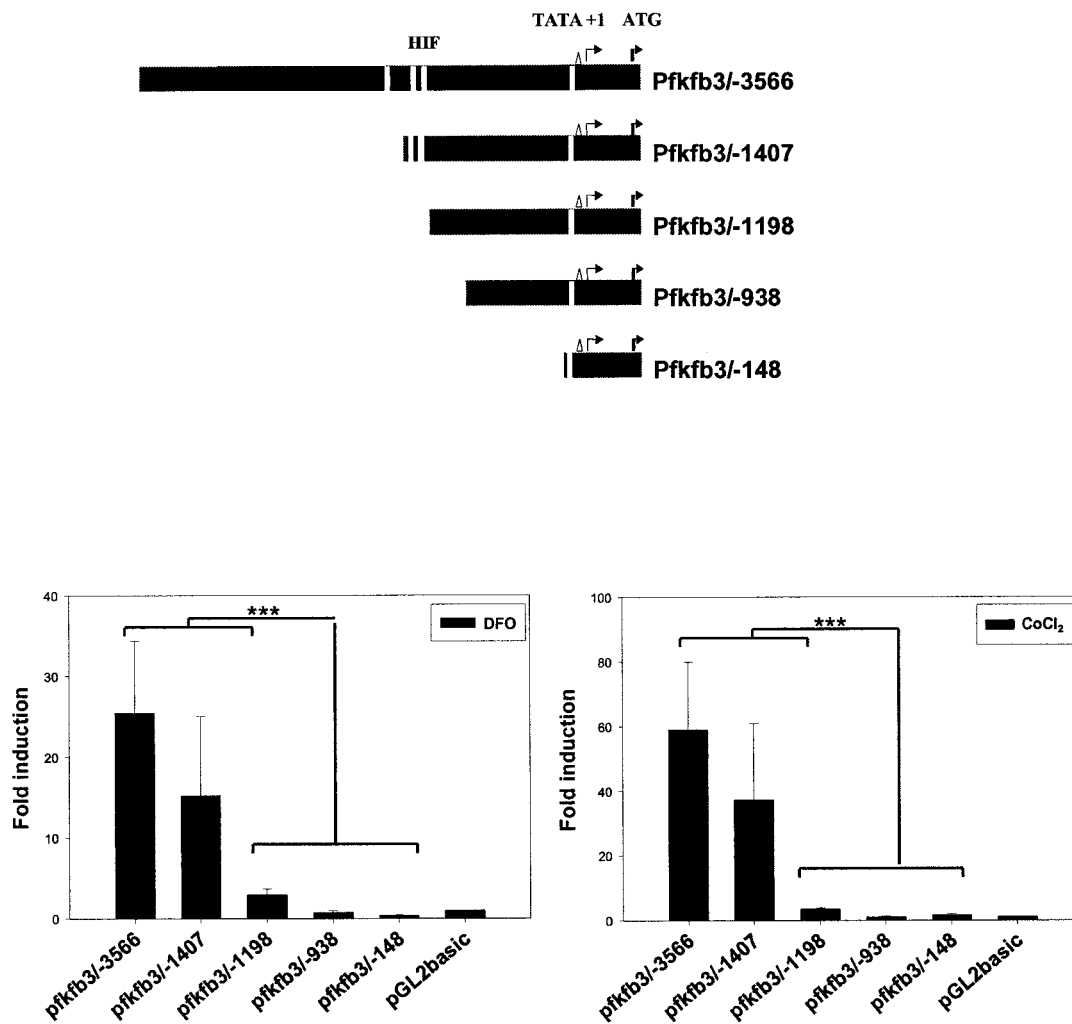 TATA +1 ATG
HIF
Pfkfb3/-3566
Pfkfb3/-1407
Pfkfb3/-1198
Pfkfb3/-938
Pfkfb3/-148
40
30
20
10
0
Fold induction
***
DFO
pfkfb3/-3566
pfkfb3/-1407
pfkfb3/-1198
pfkfb3/-938
pfkfb3/-148
pGL2basic
100
80
60
40
20
0
Fold induction
***
CoCl₂
pfkfb3/-3566
pfkfb3/-1407
pfkfb3/-1198
pfkfb3/-938
pfkfb3/-148
pGL2basic